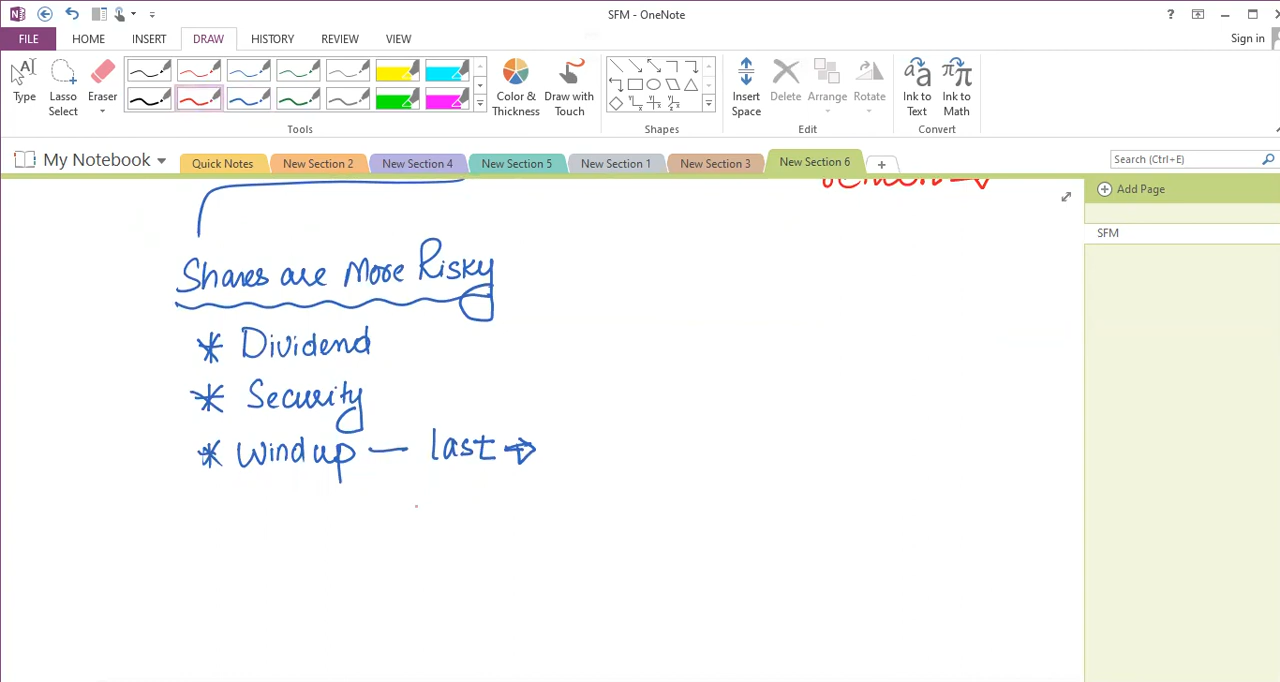 SFM - OneNote
?
FILE HOME INSERT DRAW HISTORY REVIEW VIEW
Sign in
Type
Lasso Select
Eraser
Color & Thickness
Draw with Touch
Insert Space
Delete
Arrange
Rotate
Ink to Text
Ink to Math
Tools
Shapes
Edit
Convert
My Notebook
Quick Notes
New Section 2
New Section 4
New Section 5
New Section 1
New Section 3
New Section 6
Search (Ctrl+E)
Add Page
SFM
Shares are More Risky
* Dividend
* Security
* Wind up — last →